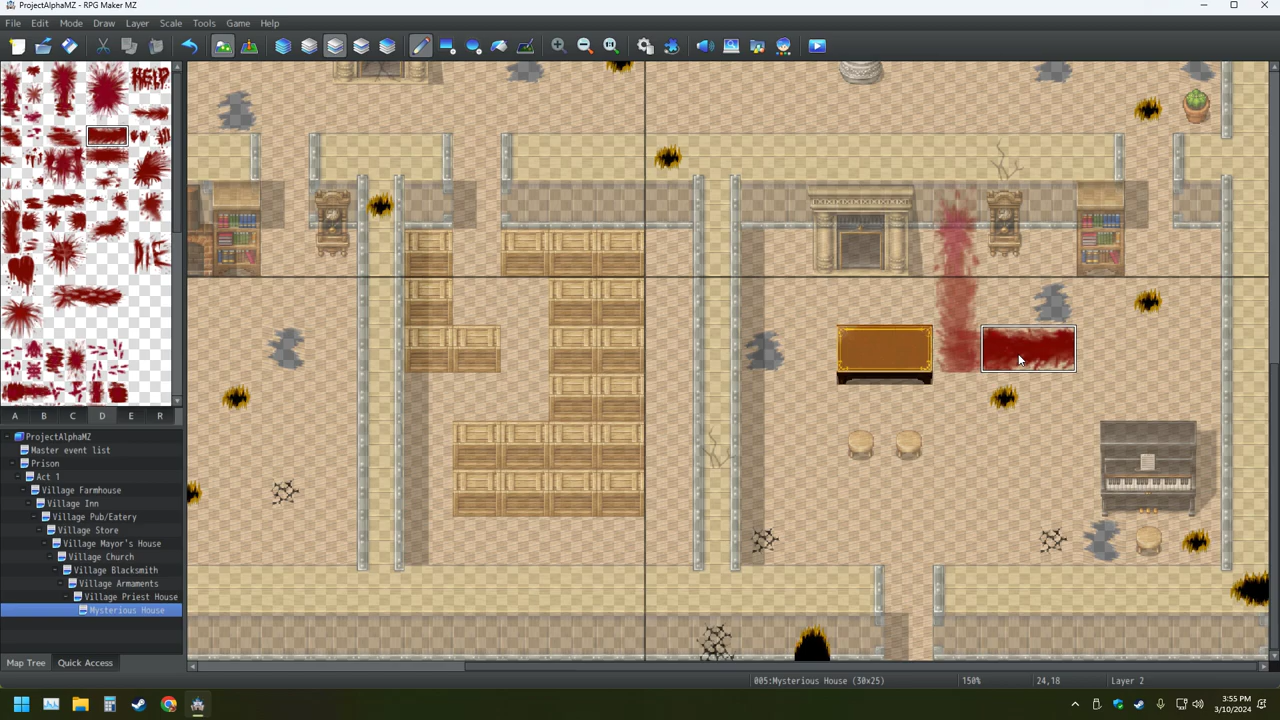 ProjectAlphaMZ - RPG Maker MZ
File Edit Mode Draw Layer Scale Tools Game Help
HELP
DIE
A B C D E R
ProjectAlphaMZ
Master event list
Prison
Act 1
Village Farmhouse
Village Inn
Village Pub/Eatery
Village Store
Village Mayor's House
Village Church
Village Blacksmith
Village Armaments
Village Priest House
Mysterious House
Map Tree Quick Access
005:Mysterious House (30x25) 150% 24,18 Layer 2
3:55 PM
3/10/2024